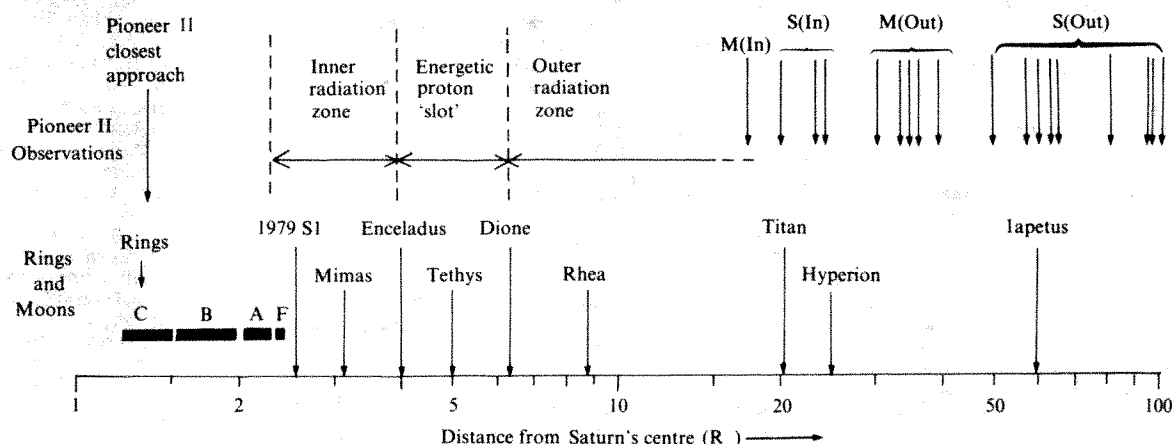 Pioneer II
closest
approach
Inner
radiation
zone
Energetic
proton
'slot'
Outer
radiation
zone
M(In)
S(In)
M(Out)
S(Out)
Pioneer II
Observations
1979 S1
Enceladus
Dione
Titan
Iapetus
Rings
Mimas
Tethys
Rhea
Hyperion
Rings
and
Moons
C B A F
1 2 5 10 20 50 100
Distance from Saturn's centre (R )